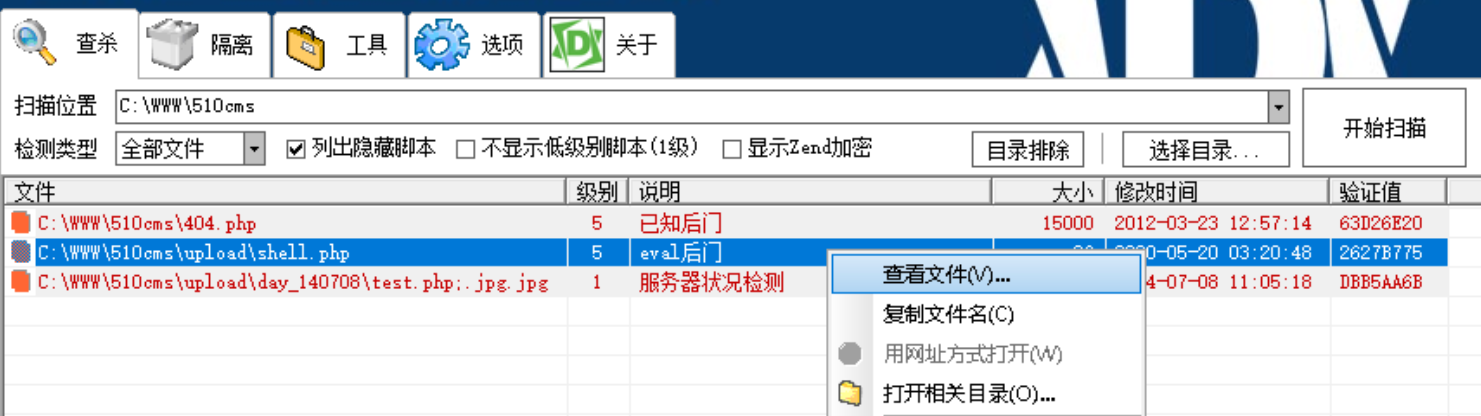 查杀 隔离 工具 选项 关于
扫描位置 C:\WWW\510cms
开始扫描
检测类型 全部文件 列出隐藏脚本 不显示低级别脚本(1级) 显示Zend加密 目录排除 选择目录...
文件 级别 说明 大小 修改时间 验证值
C:\WWW\510cms\404.php 5 已知后门 15000 2012-03-23 12:57:14 63D26E20
C:\WWW\510cms\upload\shell.php 5 eval后门 0-05-20 03:20:48 2627B775
C:\WWW\510cms\upload\day_140708\test.php;.jpg.jpg 1 服务器状况检测 4-07-08 11:05:18 DBB5AA6B
查看文件(V)...
复制文件名(C)
用网址方式打开(W)
打开相关目录(O)...